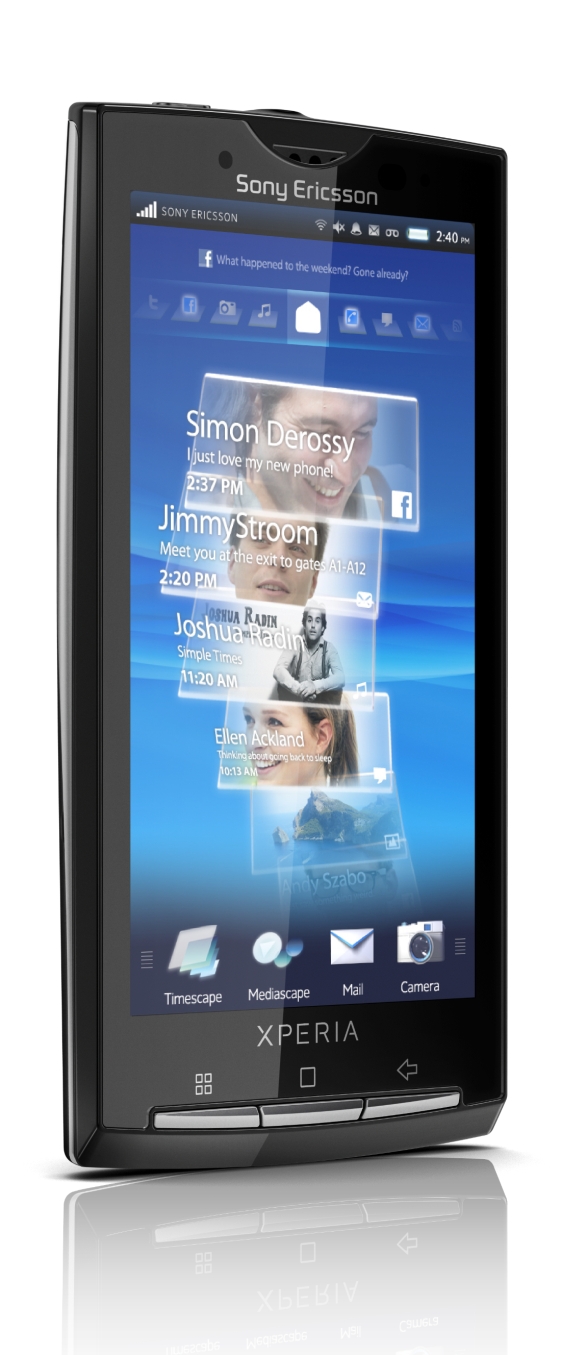 Sony Ericsson
SONY ERICSSON
2:40 PM
What happened to the weekend? Gone already?
Simon Derossy
I just love my new phone!
2:37 PM
JimmyStroom
Meet you at the exit to gates A1-A12
2:20 PM
JOSHUA RADIN
Joshua Radin
Simple Times
11:20 AM
Ellen Ackland
Thinking about going back to sleep
10:13 AM
Andy Szabo
Timescape
Mediascape
Mail
Camera
XPERIA